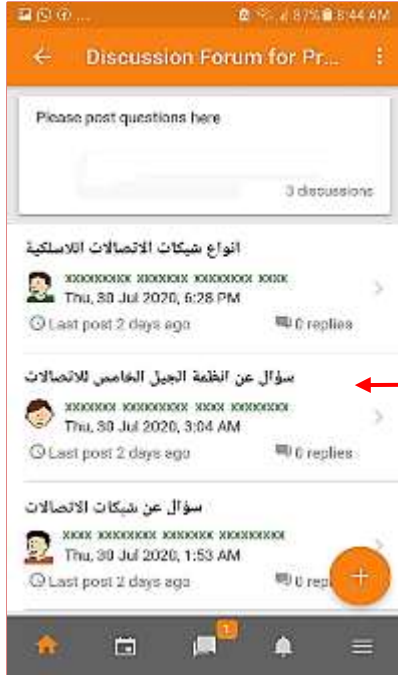 87% 8:44 AM
Discussion Forum for Pr...
Please post questions here
3 discussions
انواع شبكات الاتصالات اللاسلكية
xxxxxxxxx xxxxxxx xxxxxxxx xxxx
Thu, 30 Jul 2020, 6:28 PM
Last post 2 days ago 0 replies
سؤال عن انظمة الجيل الخامس للاتصالات
xxxxxxx xxxxxxxxx xxxx xxxxxxxx
Thu, 30 Jul 2020, 3:04 AM
Last post 2 days ago 0 replies
سؤال عن شبكات الاتصالات
xxxx xxxxxxxx xxxxxxx xxxxxxxxx
Thu, 30 Jul 2020, 1:53 AM
Last post 2 days ago 0 rep